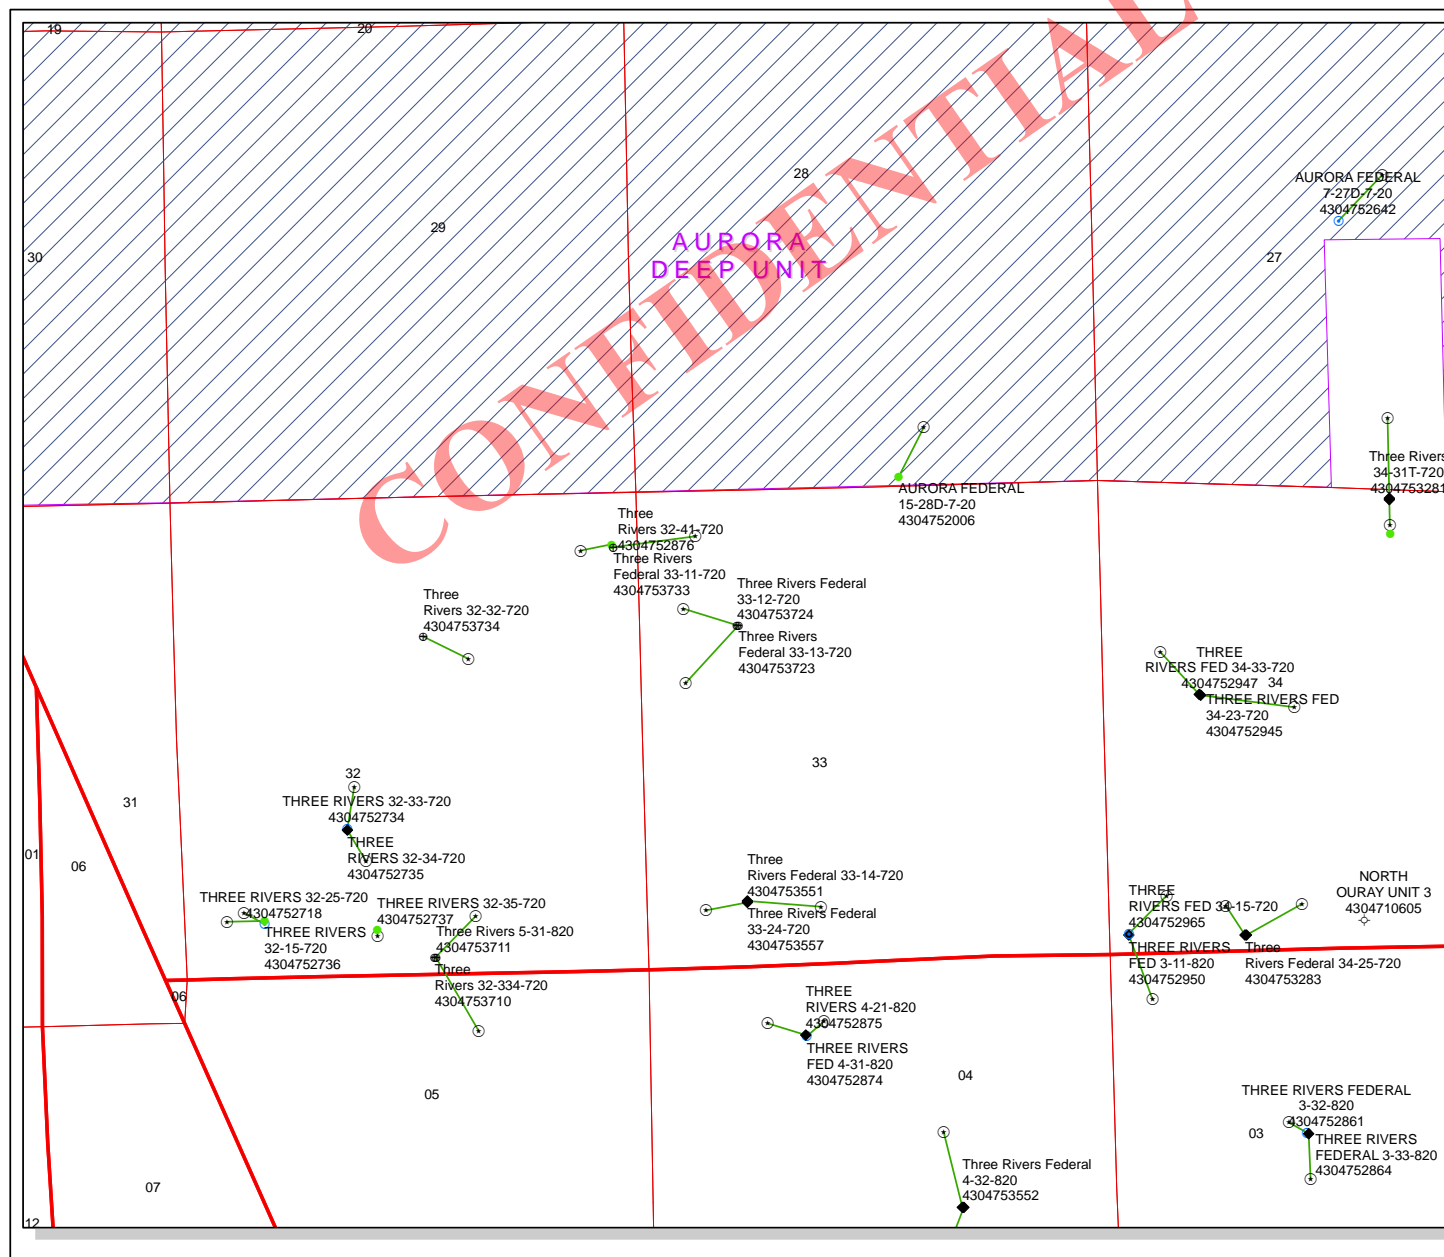 19
20
28
AURORA FEDERAL
7-27D-7-20
4304752642
29
AURORA
DEEP UNIT
30
27
CONFIDENTIAL
Three Rivers
34-31T-720
4304753281
AURORA FEDERAL
15-28D-7-20
4304752006
Three
Rivers 32-41-720
4304752876
Three Rivers
Federal 33-11-720
4304753733
Three Rivers Federal
33-12-720
4304753724
Three
Rivers 32-32-720
4304753734
Three Rivers
Federal 33-13-720
4304753723
THREE
RIVERS FED 34-33-720
4304752947
34
THREE RIVERS FED
34-23-720
4304752945
33
32
THREE RIVERS 32-33-720
4304752734
31
THREE
RIVERS 32-34-720
4304752735
01
06
Three
Rivers Federal 33-14-720
4304753551
NORTH
OURAY UNIT 3
4304710605
THREE RIVERS 32-25-720
4304752718
THREE RIVERS 32-35-720
4304752737
THREE
RIVERS FED 34-15-720
4304752965
Three Rivers Federal
33-24-720
4304753557
THREE RIVERS
32-15-720
4304752736
Three Rivers 5-31-820
4304753711
THREE RIVERS
FED 3-11-820
4304752950
Three
Rivers Federal 34-25-720
4304753283
Three
Rivers 32-334-720
4304753710
06
THREE
RIVERS 4-21-820
4304752875
THREE RIVERS
FED 4-31-820
4304752874
04
05
THREE RIVERS FEDERAL
3-32-820
4304752861
03
THREE RIVERS
FEDERAL 3-33-820
4304752864
Three Rivers Federal
4-32-820
4304753552
07
12